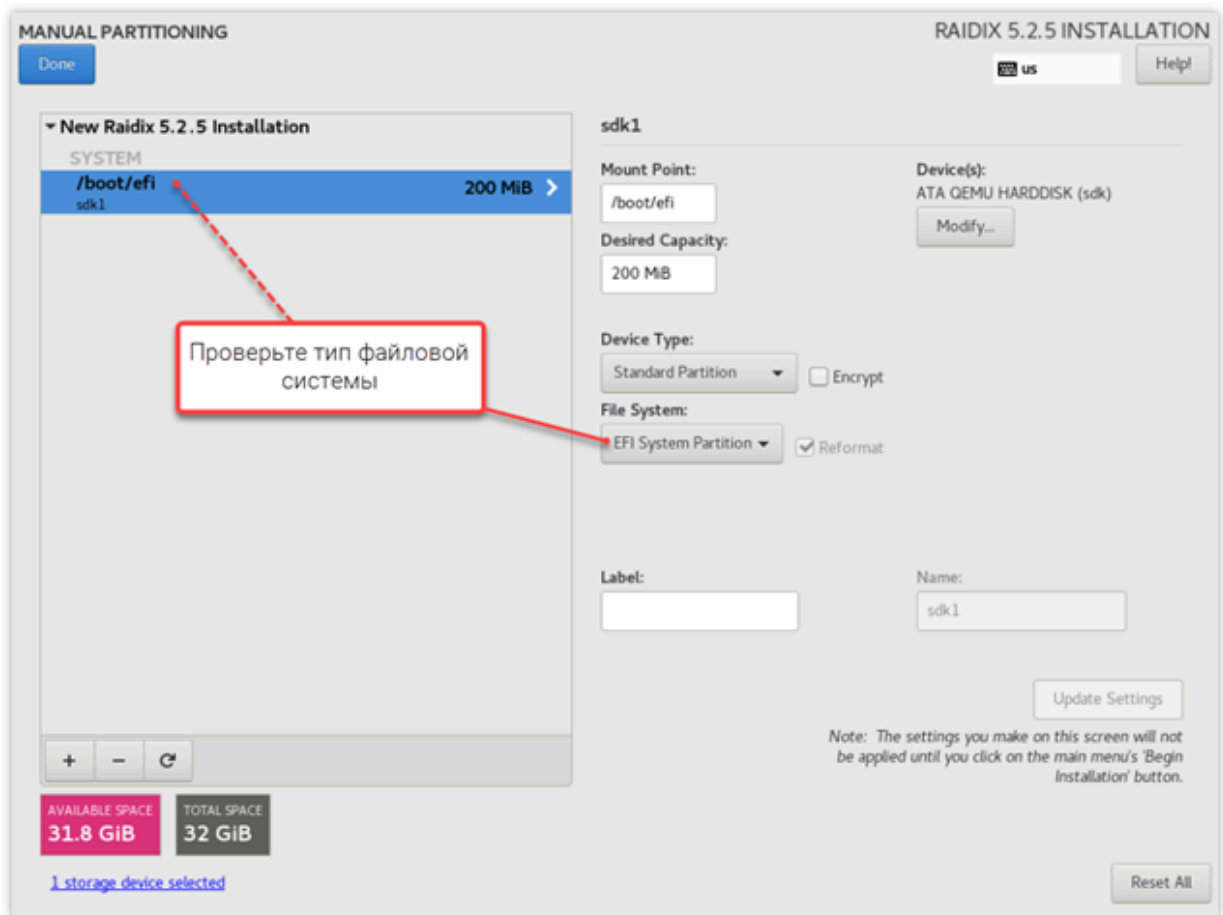 MANUAL PARTITIONING
RAIDIX 5.2.5 INSTALLATION
Done
us
Help!
New Raidix 5.2.5 Installation
SYSTEM
/boot/efi
200 MiB
sdk1
sdk1
Mount Point:
/boot/efi
Desired Capacity:
200 MiB
Device(s):
ATA QEMU HARDDISK (sdk)
Modify...
Проверьте тип файловой
системы
Device Type:
Standard Partition
Encrypt
File System:
EFI System Partition
Reformat
Label:
Name:
sdk1
Update Settings
Note: The settings you make on this screen will not
be applied until you click on the main menu's 'Begin
Installation' button.
+ −
AVAILABLE SPACE
31.8 GiB
TOTAL SPACE
32 GiB
1 storage device selected
Reset All